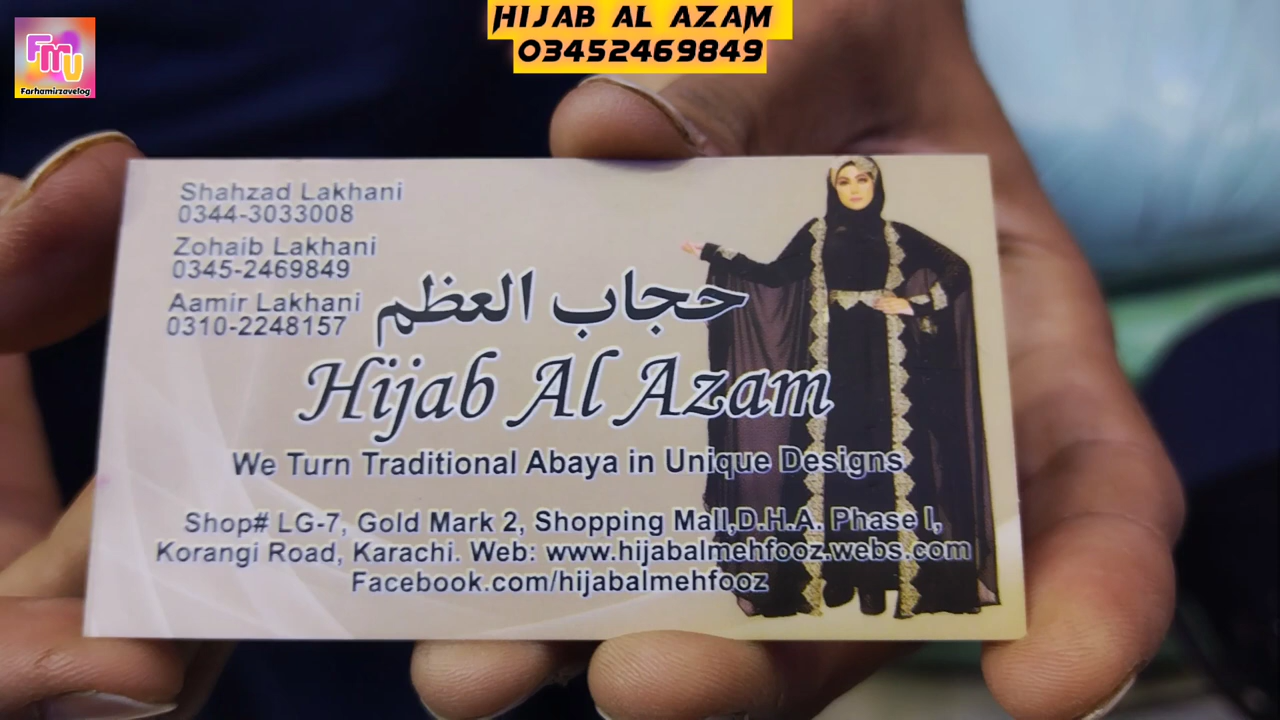 HIJAB AL AZAM
03452469849
FMV
Farhamirzavelog
Shahzad Lakhani
0344-3033008
Zohaib Lakhani
0345-2469849
Aamir Lakhani
0310-2248157
حجاب العظم
Hijab Al Azam
We Turn Traditional Abaya in Unique Designs
Shop# LG-7, Gold Mark 2, Shopping Mall,D.H.A. Phase I,
Korangi Road, Karachi. Web: www.hijabalmehfooz.webs.com
Facebook.com/hijabalmehfooz